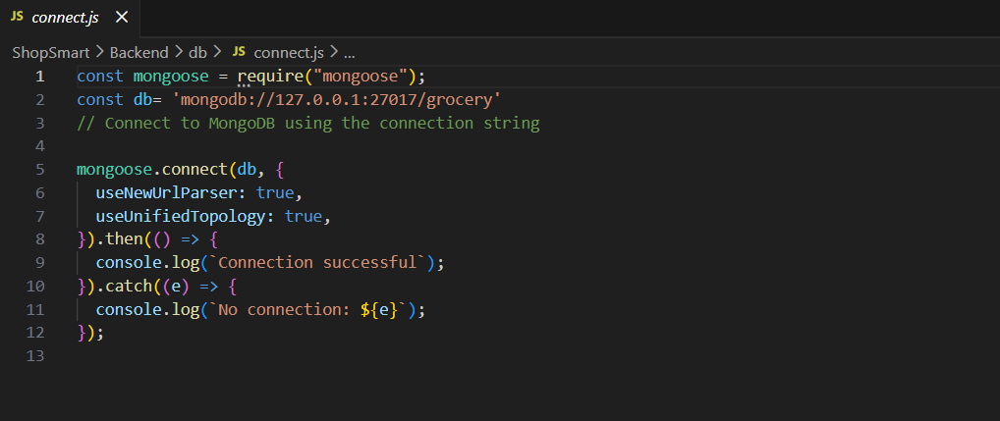 JS connect.js ×
ShopSmart > Backend > db > JS connect.js > ...
1 const mongoose = require("mongoose");
2 const db= 'mongodb://127.0.0.1:27017/grocery'
3 // Connect to MongoDB using the connection string
4
5 mongoose.connect(db, {
6   useNewUrlParser: true,
7   useUnifiedTopology: true,
8 }).then(() => {
9   console.log(`Connection successful`);
10 }).catch((e) => {
11   console.log(`No connection: ${e}`);
12 });
13